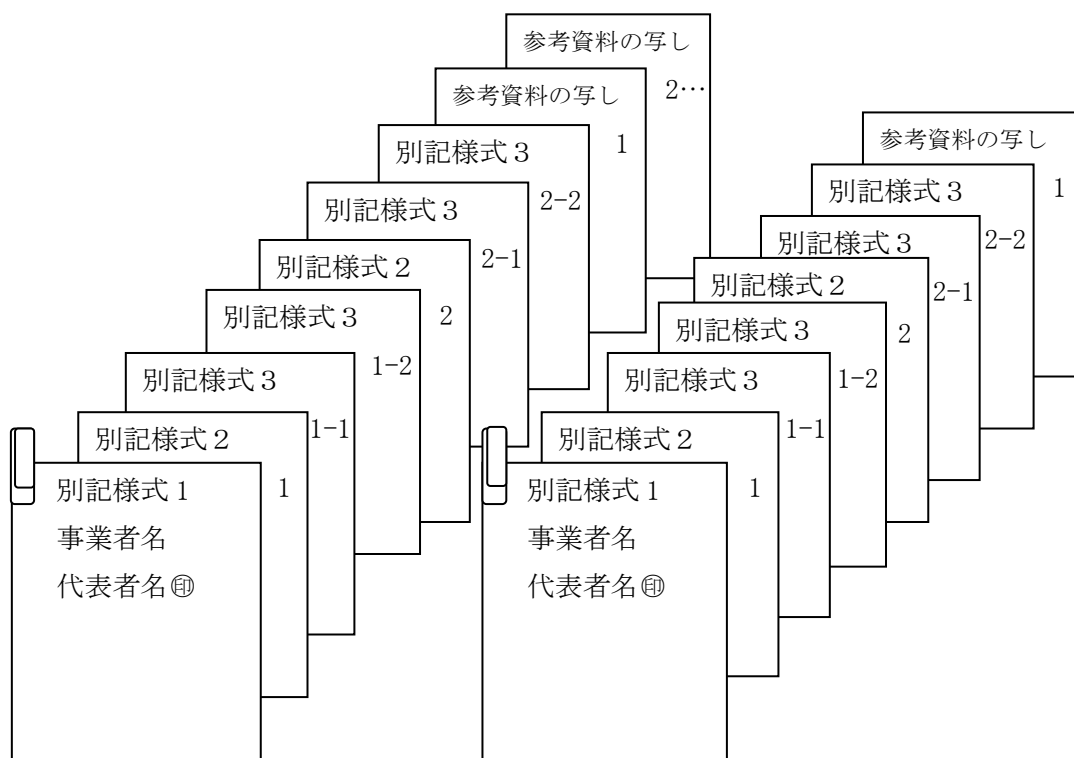 参考資料の写し
2…
参考資料の写し
1
別記様式3
2-2
別記様式3
2-1
別記様式2
2
別記様式3
1-2
別記様式3
1-1
別記様式2
1
別記様式1
事業者名
代表者名㊞
参考資料の写し
1
別記様式3
2-2
別記様式3
2-1
別記様式2
2
別記様式3
1-2
別記様式3
1-1
別記様式2
1
別記様式1
事業者名
代表者名㊞